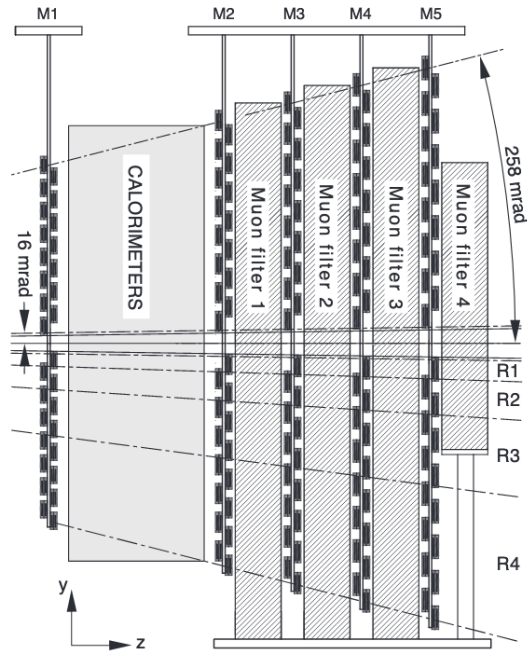 M1
M2
M3
M4
M5
CALORIMETERS
Muon filter 1
Muon filter 2
Muon filter 3
Muon filter 4
258 mrad
16 mrad
R1
R2
R3
R4
y
z